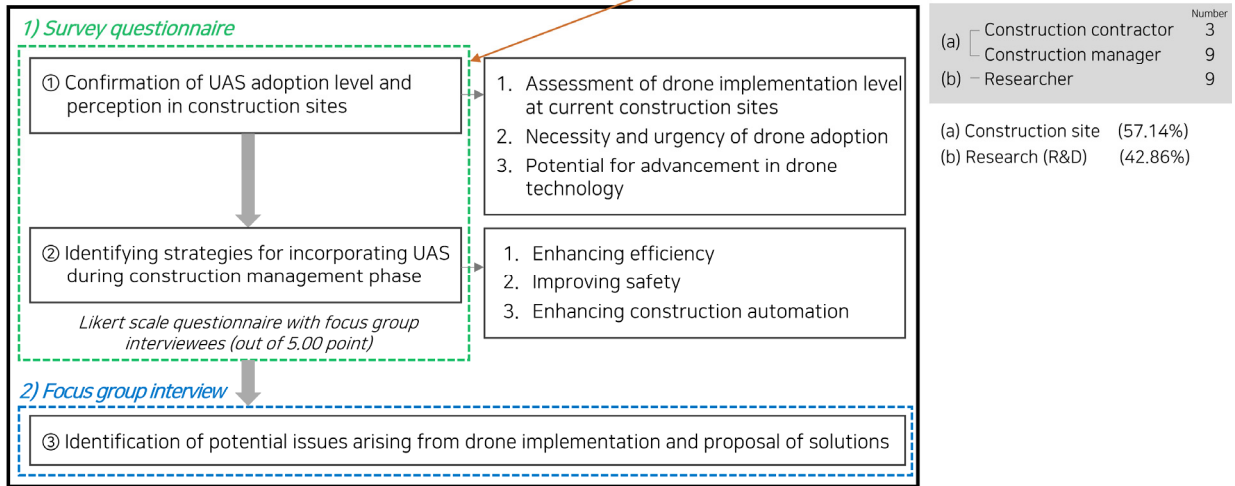 1) Survey questionnaire
① Confirmation of UAS adoption level and
perception in construction sites
1. Assessment of drone implementation level
at current construction sites
2. Necessity and urgency of drone adoption
3. Potential for advancement in drone
technology
② Identifying strategies for incorporating UAS
during construction management phase
1. Enhancing efficiency
2. Improving safety
3. Enhancing construction automation
Likert scale questionnaire with focus group
interviewees (out of 5.00 point)
2) Focus group interview
③ Identification of potential issues arising from drone implementation and proposal of solutions
Number
(a) Construction contractor 3
Construction manager 9
(b) Researcher 9
(a) Construction site (57.14%)
(b) Research (R&D) (42.86%)